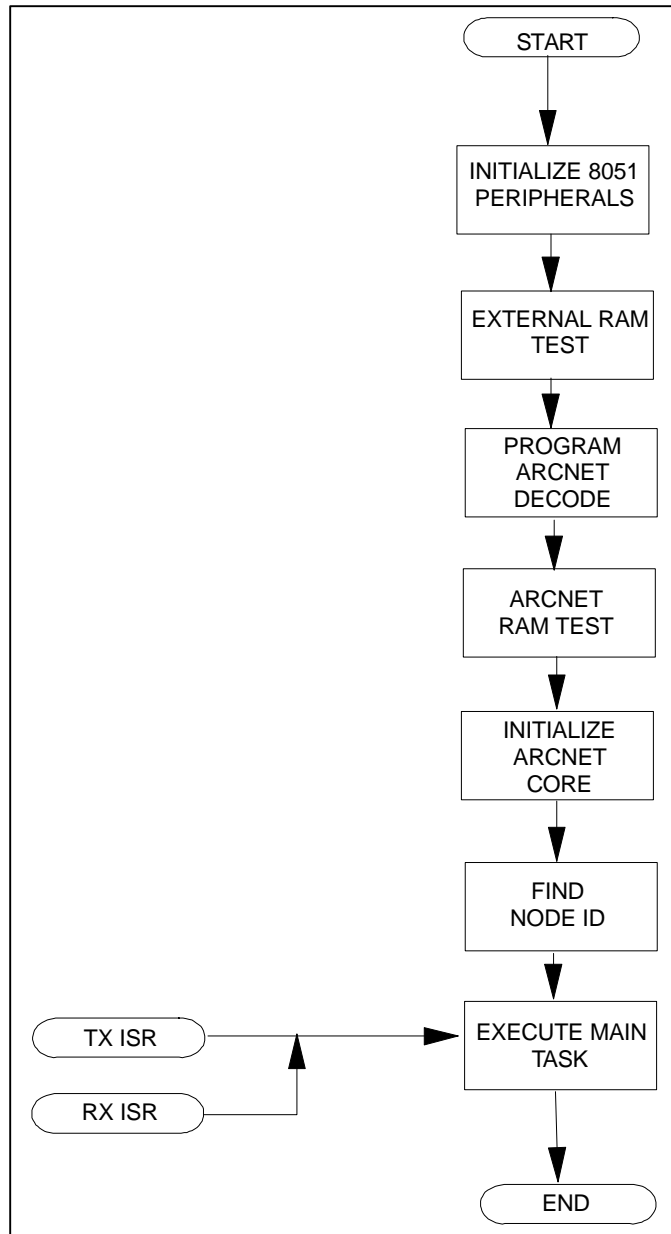 START
INITIALIZE 8051
PERIPHERALS
EXTERNAL RAM
TEST
PROGRAM
ARCNET
DECODE
ARCNET
RAM TEST
INITIALIZE
ARCNET
CORE
FIND
NODE ID
TX ISR
EXECUTE MAIN
TASK
RX ISR
END